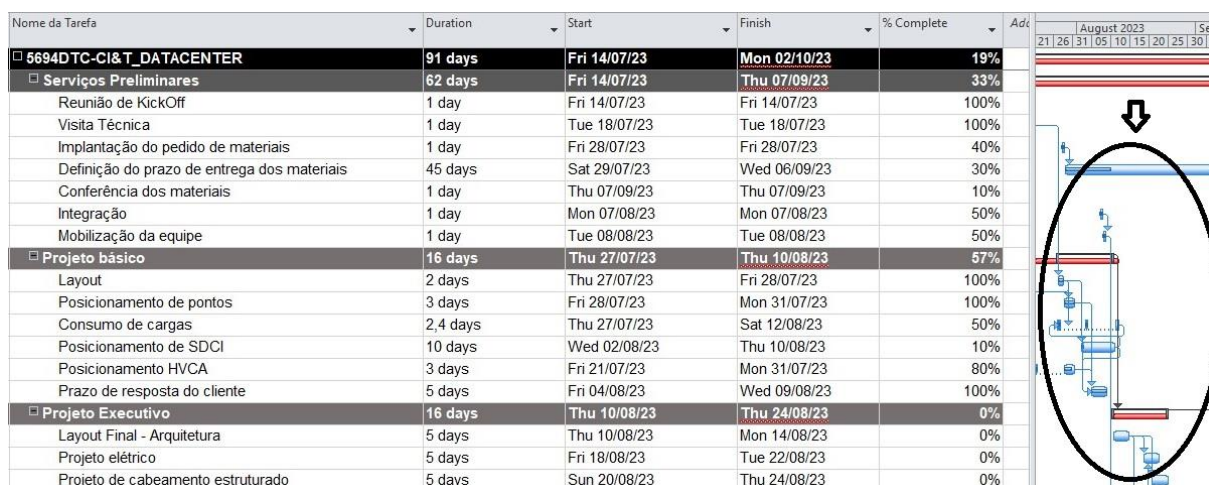 Nome da Tarefa Duration Start Finish % Complete Add
August 2023 Se
21 26 31 05 10 15 20 25 30
5694DTC-CI&T_DATACENTER 91 days Fri 14/07/23 Mon 02/10/23 19%
Serviços Preliminares 62 days Fri 14/07/23 Thu 07/09/23 33%
Reunião de KickOff 1 day Fri 14/07/23 Fri 14/07/23 100%
Visita Técnica 1 day Tue 18/07/23 Tue 18/07/23 100%
Implantação do pedido de materiais 1 day Fri 28/07/23 Fri 28/07/23 40%
Definição do prazo de entrega dos materiais 45 days Sat 29/07/23 Wed 06/09/23 30%
Conferência dos materiais 1 day Thu 07/09/23 Thu 07/09/23 10%
Integração 1 day Mon 07/08/23 Mon 07/08/23 50%
Mobilização da equipe 1 day Tue 08/08/23 Tue 08/08/23 50%
Projeto básico 16 days Thu 27/07/23 Thu 10/08/23 57%
Layout 2 days Thu 27/07/23 Fri 28/07/23 100%
Posicionamento de pontos 3 days Fri 28/07/23 Mon 31/07/23 100%
Consumo de cargas 2,4 days Thu 27/07/23 Sat 12/08/23 50%
Posicionamento de SDCI 10 days Wed 02/08/23 Thu 10/08/23 10%
Posicionamento HVCA 3 days Fri 21/07/23 Mon 31/07/23 80%
Prazo de resposta do cliente 5 days Fri 04/08/23 Wed 09/08/23 100%
Projeto Executivo 16 days Thu 10/08/23 Thu 24/08/23 0%
Layout Final - Arquitetura 5 days Thu 10/08/23 Mon 14/08/23 0%
Projeto elétrico 5 days Fri 18/08/23 Tue 22/08/23 0%
Projeto de cabeamento estruturado 5 days Sun 20/08/23 Thu 24/08/23 0%